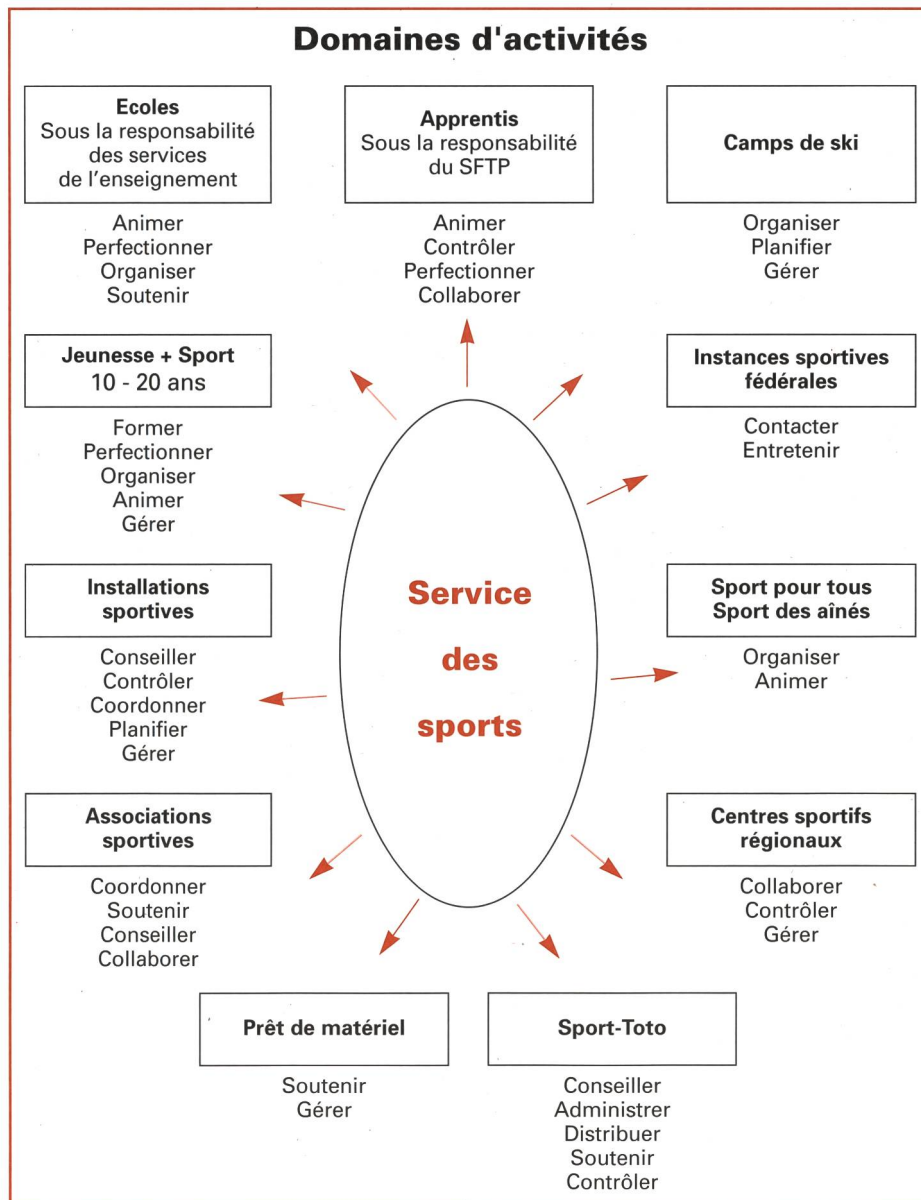 Domaines d'activités
Ecoles
Sous la responsabilité
des services
de l'enseignement
Animer
Perfectionner
Organiser
Soutenir
Apprentis
Sous la responsabilité
du SFTP
Animer
Contrôler
Perfectionner
Collaborer
Camps de ski
Organiser
Planifier
Gérer
Jeunesse + Sport
10 - 20 ans
Former
Perfectionner
Organiser
Animer
Gérer
Instances sportives
fédérales
Contacter
Entretenir
Installations
sportives
Conseiller
Contrôler
Coordonner
Planifier
Gérer
Service
des
sports
Sport pour tous
Sport des aînés
Organiser
Animer
Associations
sportives
Coordonner
Soutenir
Conseiller
Collaborer
Centres sportifs
régionaux
Collaborer
Contrôler
Gérer
Prêt de matériel
Soutenir
Gérer
Sport-Toto
Conseiller
Administrer
Distribuer
Soutenir
Contrôler